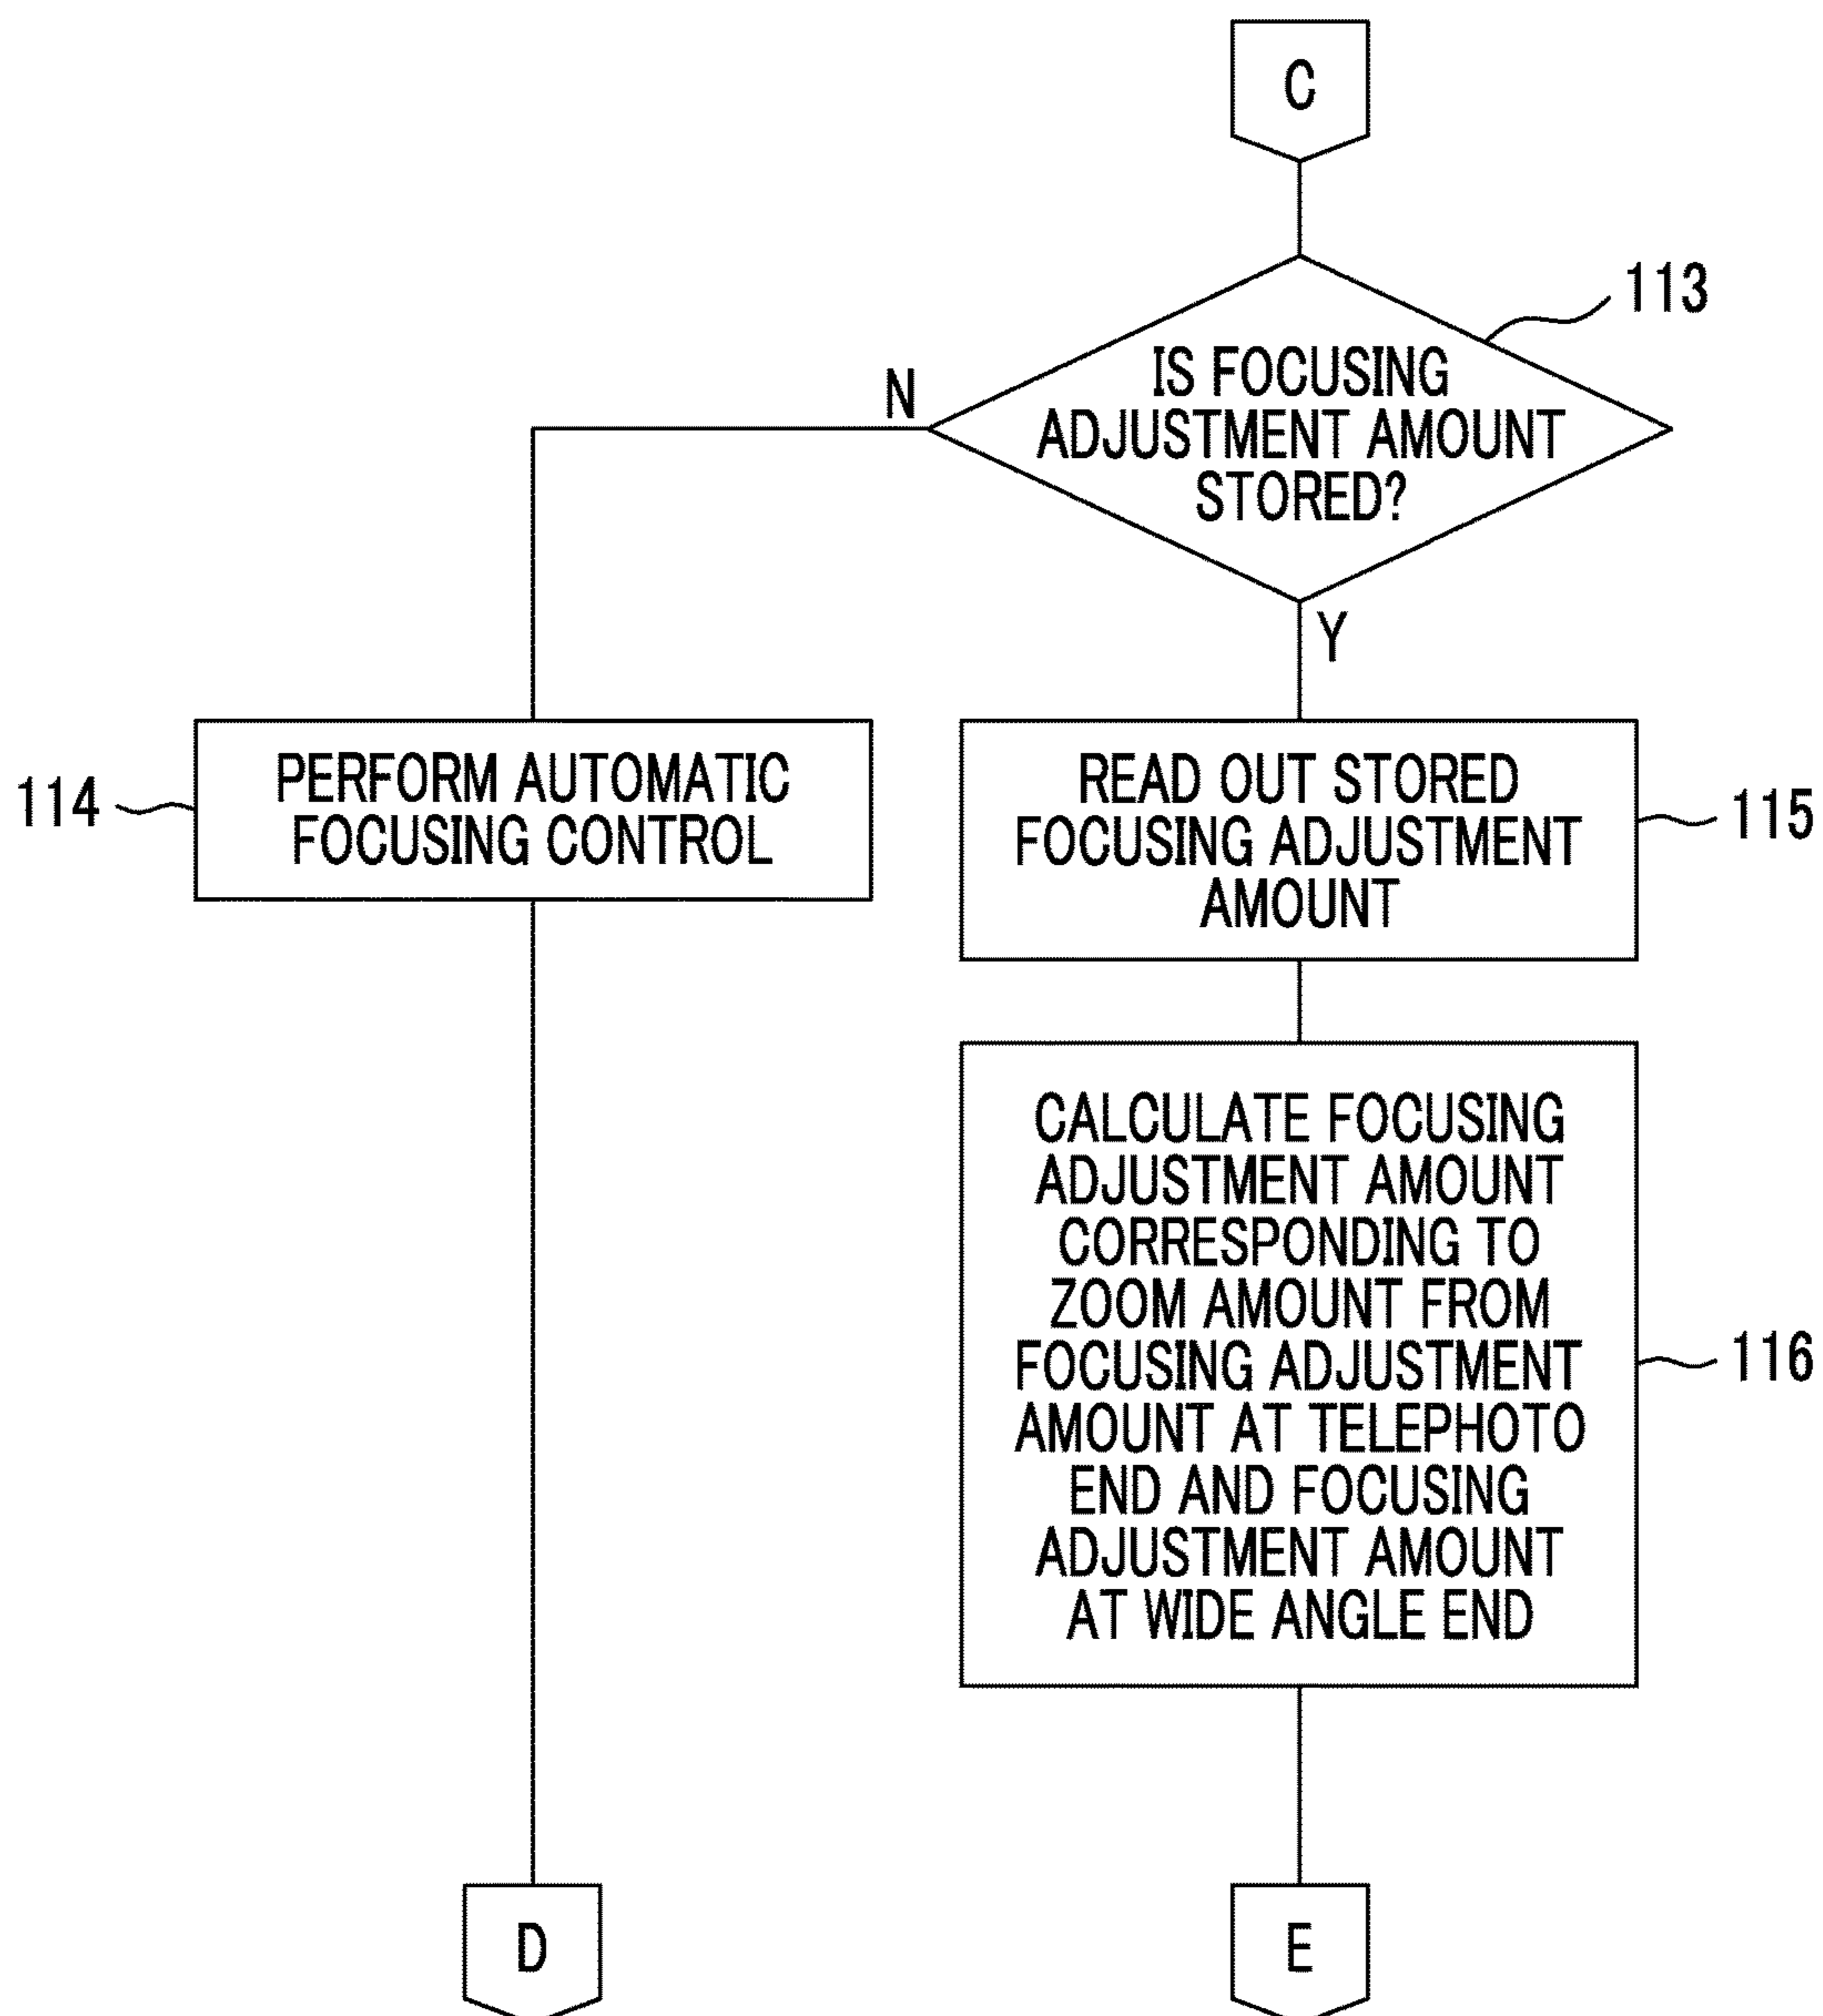 C
113
IS FOCUSING
ADJUSTMENT AMOUNT
STORED?
N
Y
114
PERFORM AUTOMATIC
FOCUSING CONTROL
READ OUT STORED
FOCUSING ADJUSTMENT
AMOUNT
115
CALCULATE FOCUSING
ADJUSTMENT AMOUNT
CORRESPONDING TO
ZOOM AMOUNT FROM
FOCUSING ADJUSTMENT
AMOUNT AT TELEPHOTO
END AND FOCUSING
ADJUSTMENT AMOUNT
AT WIDE ANGLE END
116
D
E